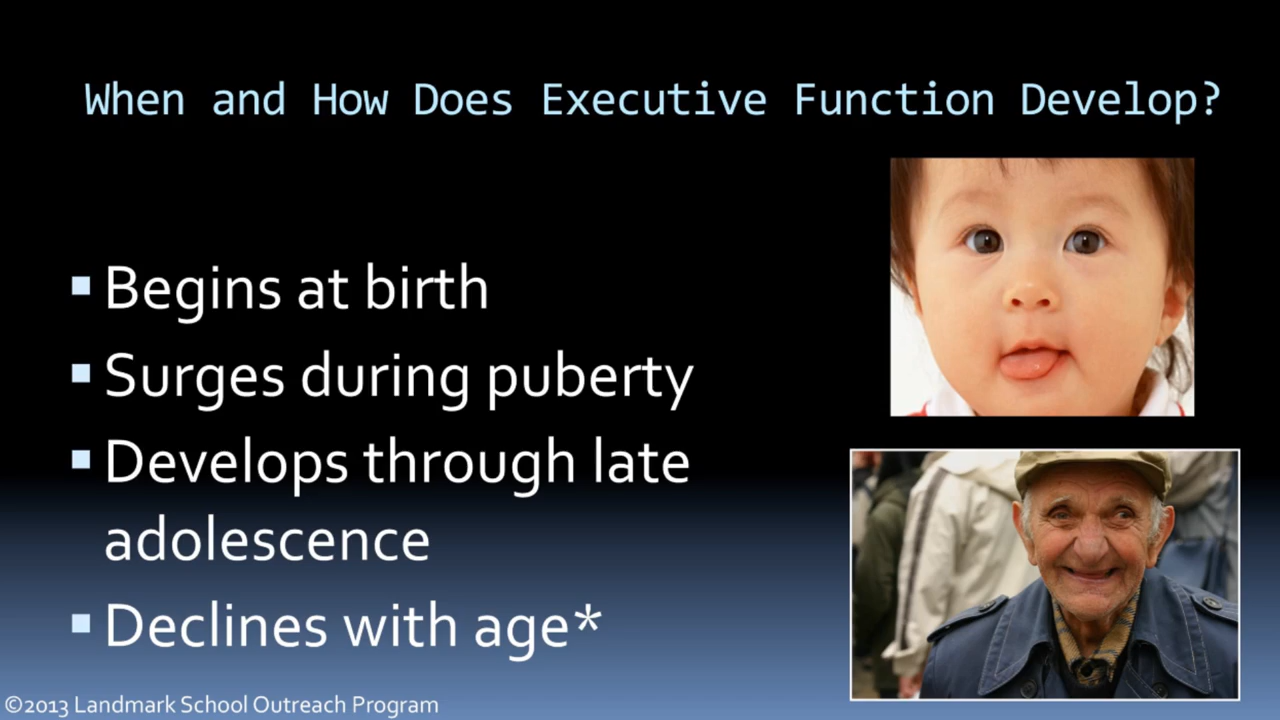 When and How Does Executive Function Develop?
Begins at birth
Surges during puberty
Develops through late
adolescence
Declines with age*
©2013 Landmark School Outreach Program